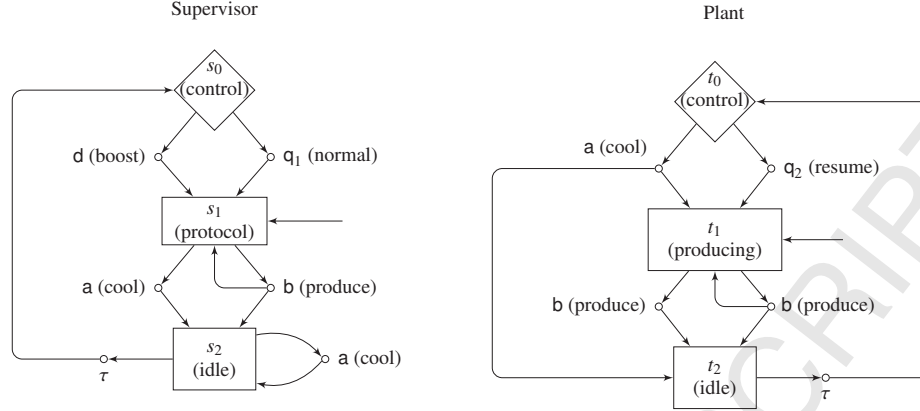 Supervisor
Plant
s0
(control)
d (boost)
q1 (normal)
s1
(protocol)
a (cool)
b (produce)
s2
(idle)
a (cool)
τ
t0
(control)
a (cool)
q2 (resume)
t1
(producing)
b (produce)
b (produce)
t2
(idle)
τ
CRIPT